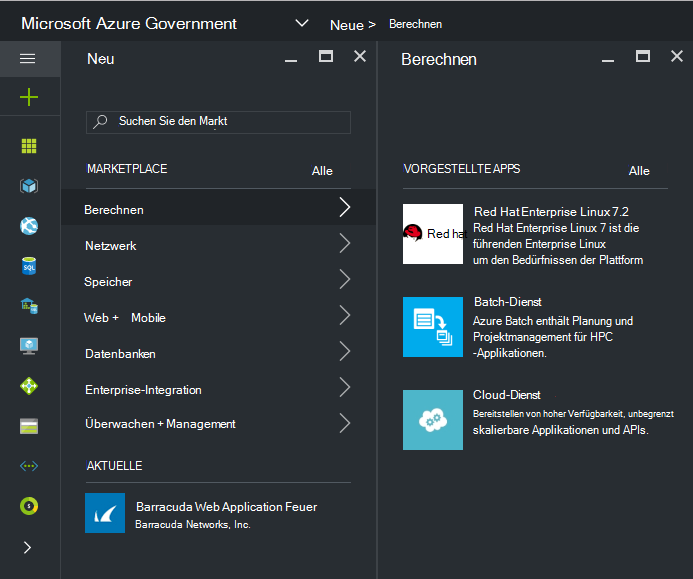 Microsoft Azure Government
Neue > Berechnen
Neu
Suchen Sie den Markt
MARKETPLACE Alle
Berechnen
Netzwerk
Speicher
Web + Mobile
Datenbanken
Enterprise-Integration
Überwachen + Management
AKTUELLE
Barracuda Web Application Feuer
Barracuda Networks, Inc.
Berechnen
VORGESTELLTE APPS Alle
Red hat
Red Hat Enterprise Linux 7.2
Red Hat Enterprise Linux 7 ist die
führenden Enterprise Linux
um den Bedürfnissen der Plattform
Batch-Dienst
Azure Batch enthält Planung und
Projektmanagement für HPC
-Applikationen.
Cloud-Dienst
Bereitstellen von hoher Verfügbarkeit, unbegrenzt
skalierbare Applikationen und APIs.
SQL